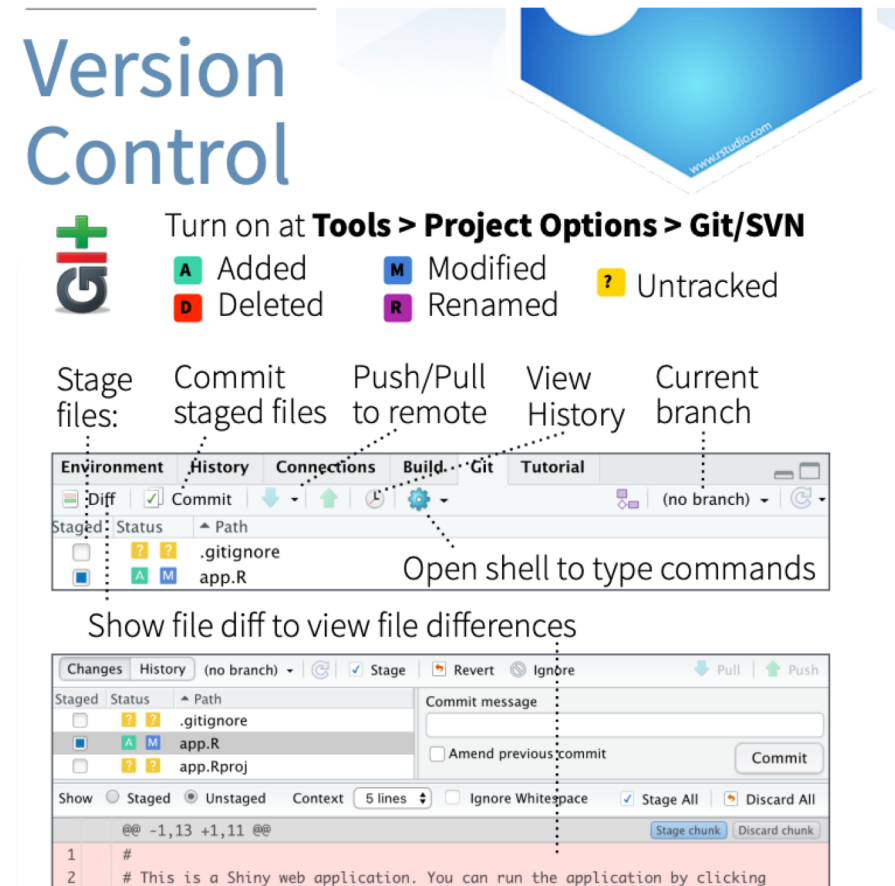 Version
Control
www.rstudio.com
git
Turn on at Tools > Project Options > Git/SVN
A Added
M Modified
? Untracked
D Deleted
R Renamed
Stage files:
Commit staged files
Push/Pull to remote
View History
Current branch
Environment History Connections Build Git Tutorial
Diff Commit (no branch)
Staged Status Path
? ? .gitignore
A M app.R
Open shell to type commands
Show file diff to view file differences
Changes History (no branch) Stage Revert Ignore Pull Push
Staged Status Path
Commit message
? ? .gitignore
A M app.R
? ? app.Rproj
Amend previous commit
Commit
Show Staged Unstaged Context 5 lines Ignore Whitespace Stage All Discard All
@@ -1,13 +1,11 @@ Stage chunk Discard chunk
1 #
2 # This is a Shiny web application. You can run the application by clicking